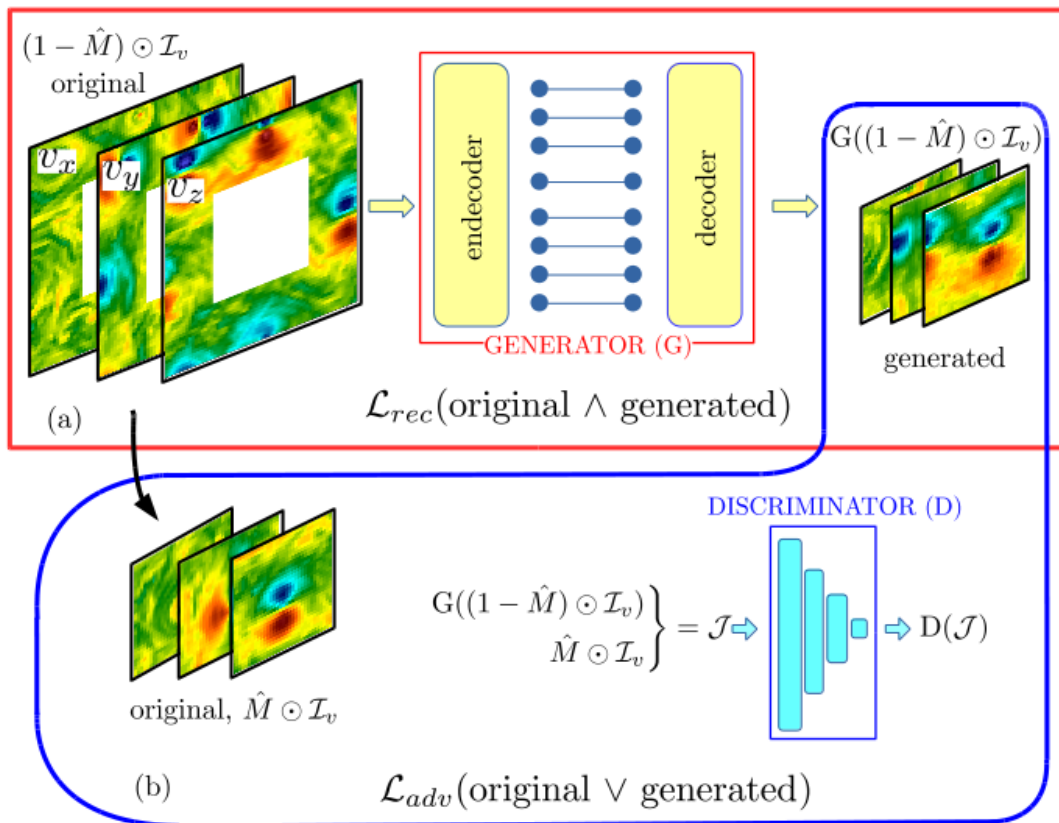 (1 − M̂) ⊙ ℐ_v
original
v_x
v_y
v_z
endecoder
decoder
GENERATOR (G)
G((1 − M̂) ⊙ ℐ_v)
generated
(a)
ℒ_rec(original ∧ generated)
original, M̂ ⊙ ℐ_v
DISCRIMINATOR (D)
G((1 − M̂) ⊙ ℐ_v)
M̂ ⊙ ℐ_v
} = 𝒥
D(𝒥)
(b)
ℒ_adv(original ∨ generated)